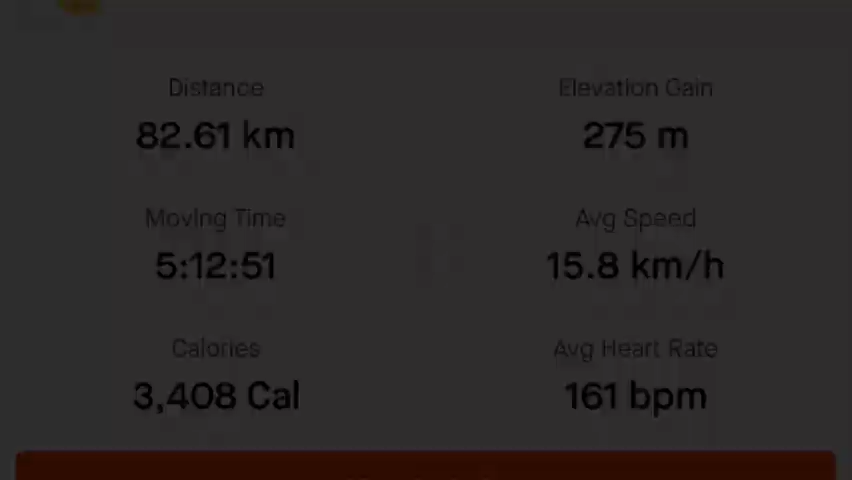 Distance
Elevation Gain
82.61 km
275 m
Moving Time
Avg Speed
5:12:51
15.8 km/h
Calories
Avg Heart Rate
3,408 Cal
161 bpm